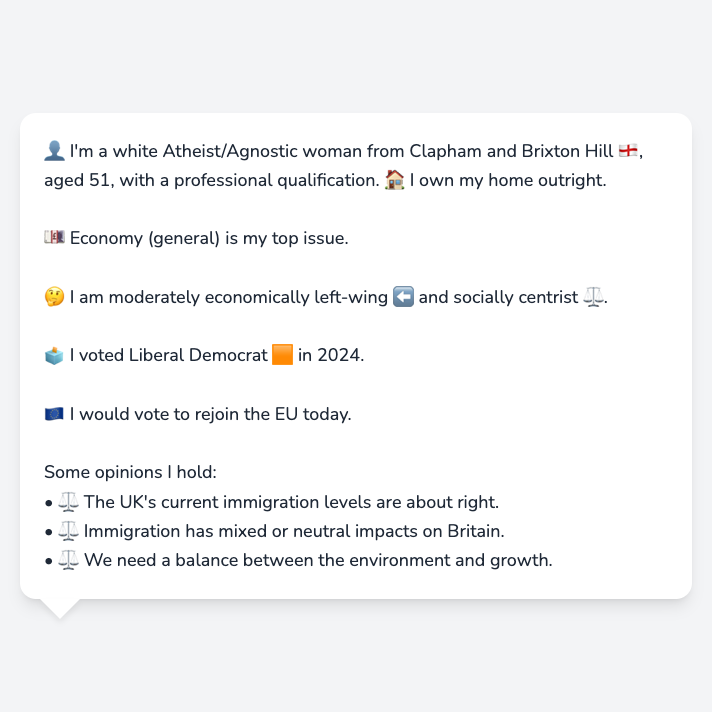 👤 I'm a white Atheist/Agnostic woman from Clapham and Brixton Hill 🏴󠁧󠁢󠁥󠁮󠁧󠁿,
aged 51, with a professional qualification. 🏠 I own my home outright.
💷 Economy (general) is my top issue.
🤔 I am moderately economically left-wing ⬅️ and socially centrist ⚖️.
🗳️ I voted Liberal Democrat 🟧 in 2024.
🇪🇺 I would vote to rejoin the EU today.
Some opinions I hold:
• ⚖️ The UK's current immigration levels are about right.
• ⚖️ Immigration has mixed or neutral impacts on Britain.
• ⚖️ We need a balance between the environment and growth.